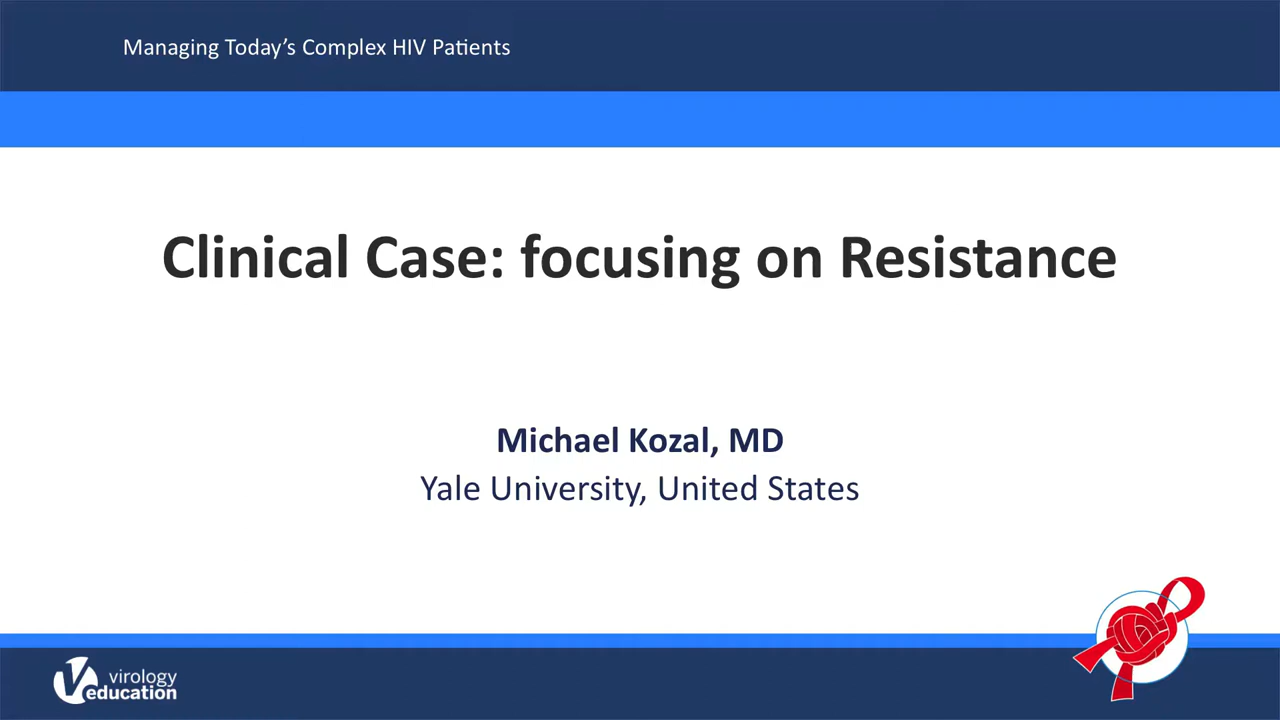 Managing Today's Complex HIV Patients
Clinical Case: focusing on Resistance
Michael Kozal, MD
Yale University, United States
virology
education